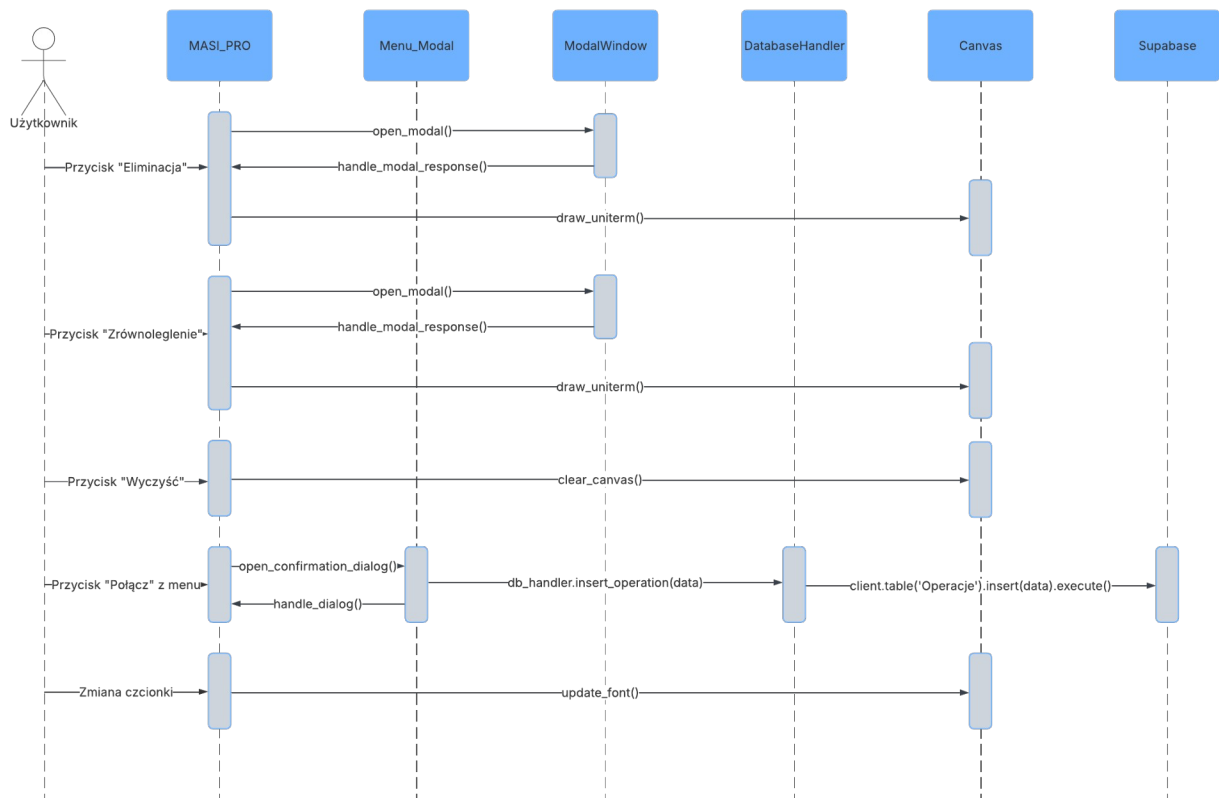 MASI_PRO
Menu_Modal
ModalWindow
DatabaseHandler
Canvas
Supabase
Użytkownik
open_modal()
Przycisk "Eliminacja"
handle_modal_response()
draw_uniterm()
open_modal()
Przycisk "Zrównoleglenie"
handle_modal_response()
draw_uniterm()
Przycisk "Wyczyść"
clear_canvas()
open_confirmation_dialog()
Przycisk "Połącz" z menu
db_handler.insert_operation(data)
client.table('Operacje').insert(data).execute()
handle_dialog()
Zmiana czcionki
update_font()